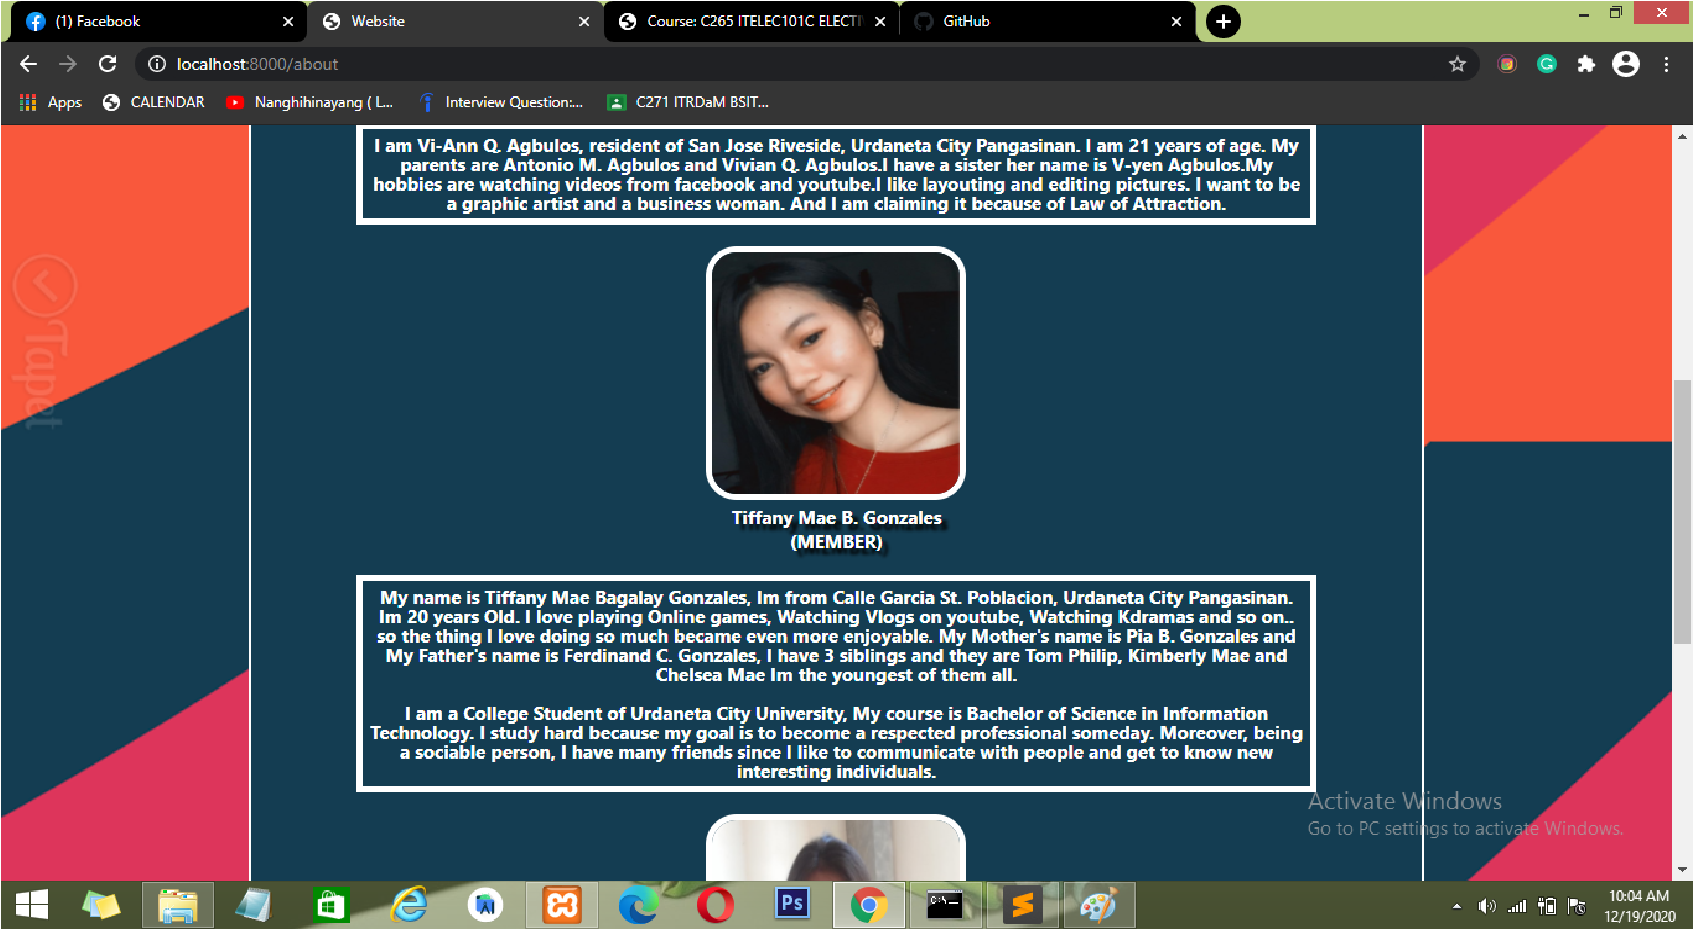 (1) Facebook
Website
Course: C265 ITELEC101C ELECTI
GitHub
localhost:8000/about
Apps
CALENDAR
Nanghihinayang ( L...
Interview Question:...
C271 ITRDaM BSIT...
I am Vi-Ann Q. Agbulos, resident of San Jose Riveside, Urdaneta City Pangasinan. I am 21 years of age. My
parents are Antonio M. Agbulos and Vivian Q. Agbulos.I have a sister her name is V-yen Agbulos.My
hobbies are watching videos from facebook and youtube.I like layouting and editing pictures. I want to be
a graphic artist and a business woman. And I am claiming it because of Law of Attraction.
Tapet
Tiffany Mae B. Gonzales
(MEMBER)
My name is Tiffany Mae Bagalay Gonzales, Im from Calle Garcia St. Poblacion, Urdaneta City Pangasinan.
Im 20 years Old. I love playing Online games, Watching Vlogs on youtube, Watching Kdramas and so on..
so the thing I love doing so much became even more enjoyable. My Mother's name is Pia B. Gonzales and
My Father's name is Ferdinand C. Gonzales, I have 3 siblings and they are Tom Philip, Kimberly Mae and
Chelsea Mae Im the youngest of them all.
I am a College Student of Urdaneta City University, My course is Bachelor of Science in Information
Technology. I study hard because my goal is to become a respected professional someday. Moreover, being
a sociable person, I have many friends since I like to communicate with people and get to know new
interesting individuals.
Activate Windows
Go to PC settings to activate Windows.
Ps
10:04 AM
12/19/2020